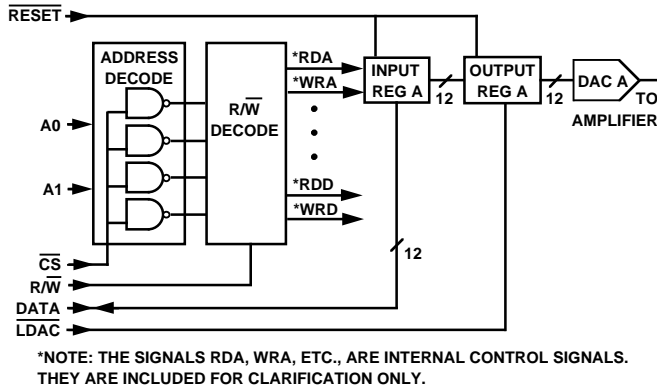 RESET
ADDRESS
DECODE
R/W
DECODE
*RDA
*WRA
*RDD
*WRD
INPUT
REG A
12
OUTPUT
REG A
12
DAC A
TO
AMPLIFIER
A0
A1
CS
R/W
DATA
LDAC
12
*NOTE: THE SIGNALS RDA, WRA, ETC., ARE INTERNAL CONTROL SIGNALS.
THEY ARE INCLUDED FOR CLARIFICATION ONLY.